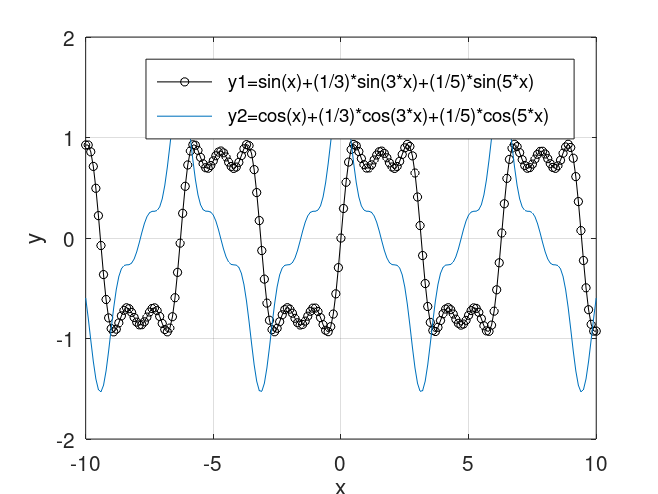 2
y1=sin(x)+(1/3)*sin(3*x)+(1/5)*sin(5*x)
y2=cos(x)+(1/3)*cos(3*x)+(1/5)*cos(5*x)
1
0
y
-1
-2
-10 -5 0 5 10
x